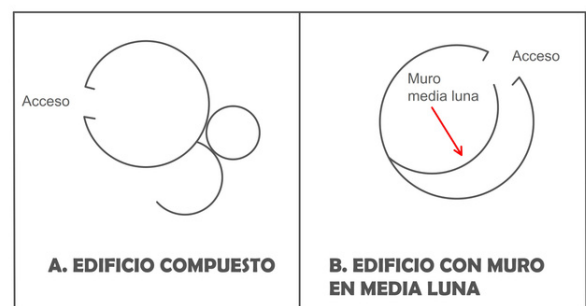 Acceso
A. EDIFICIO COMPUESTO
Acceso
Muro
media luna
B. EDIFICIO CON MURO
EN MEDIA LUNA